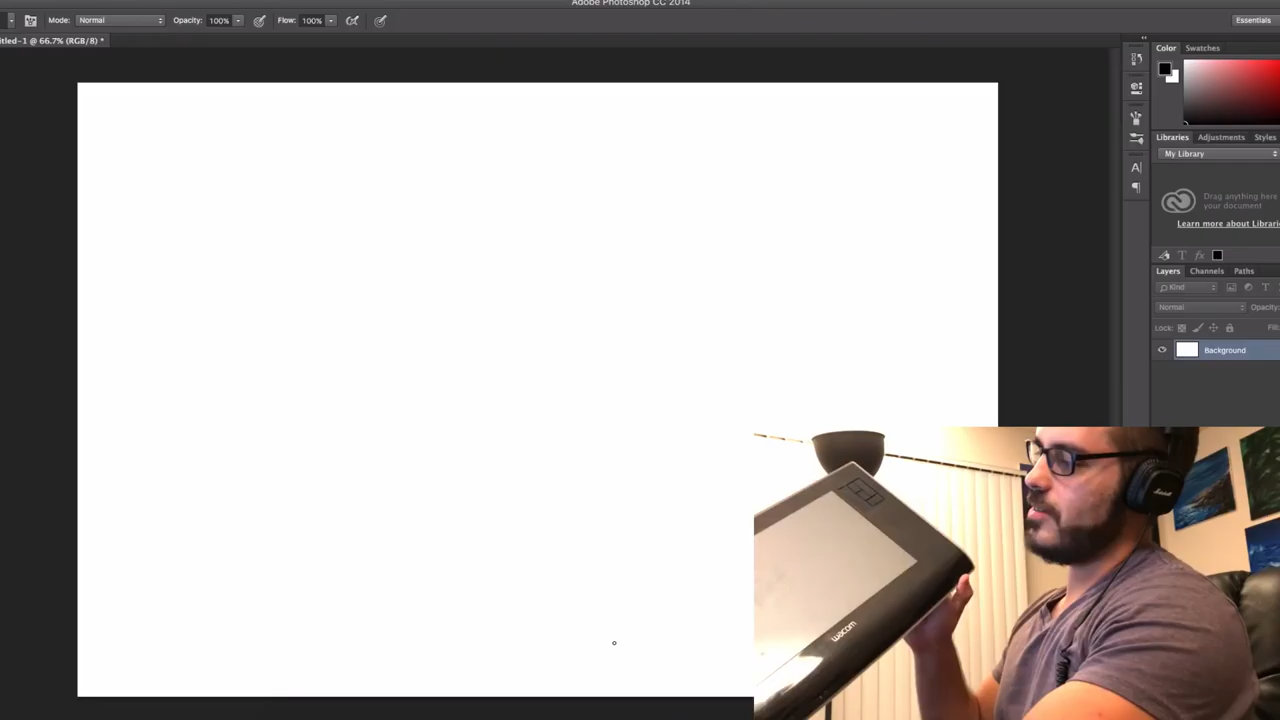 Adobe Photoshop CC 2014
Mode: Normal Opacity: 100% Flow: 100% Essentials
itled-1 @ 66.7% (RGB/8) *
Color Swatches
Libraries Adjustments Styles
My Library
Drag anything here
your document
Learn more about Librari
T fx
Layers Channels Paths
Kind T
Normal Opacity:
Lock: Fill:
Background
A
¶
wacom
Marshall